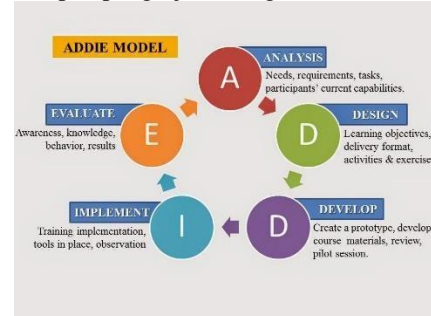 ADDIE MODEL
A
ANALYSIS
Needs, requirements, tasks,
participants' current capabilities.
D
DESIGN
Learning objectives,
delivery format,
activities & exercise
D
DEVELOP
Create a prototype, develop
course materials, review,
pilot session.
I
IMPLEMENT
Training implementation,
tools in place, observation
E
EVALUATE
Awareness, knowledge,
behavior, results